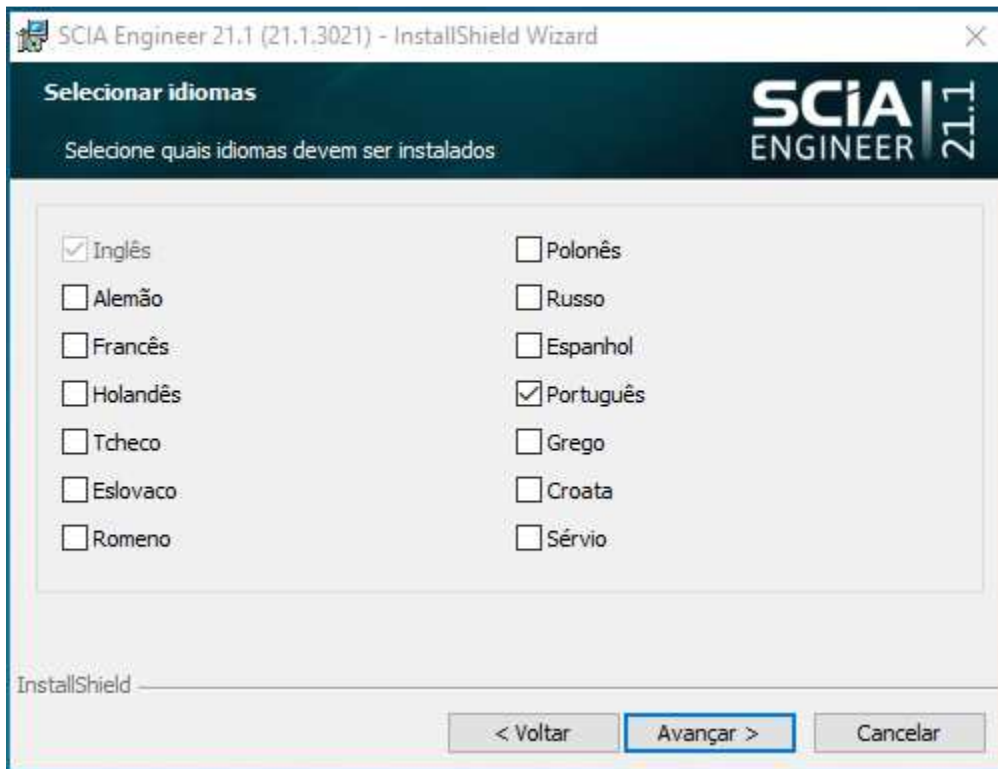 SCIA Engineer 21.1 (21.1.3021) - InstallShield Wizard
Selecionar idiomas
Selecione quais idiomas devem ser instalados
SCiA
ENGINEER
21.1
Inglês
Alemão
Francês
Holandês
Tcheco
Eslovaco
Romeno
Polonês
Russo
Espanhol
Português
Grego
Croata
Sérvio
InstallShield
< Voltar
Avançar >
Cancelar